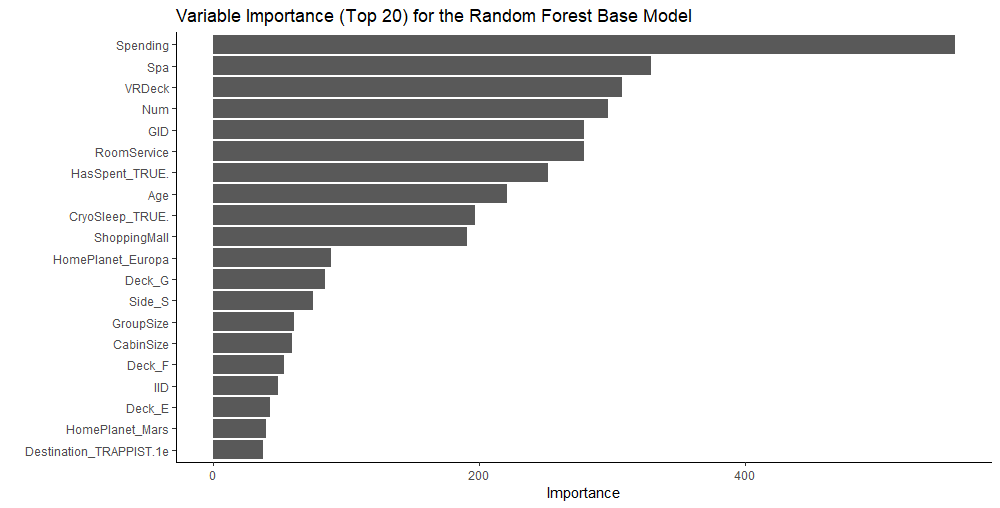 Variable Importance (Top 20) for the Random Forest Base Model
Spending
Spa
VRDeck
Num
GID
RoomService
HasSpent_TRUE.
Age
CryoSleep_TRUE.
ShoppingMall
HomePlanet_Europa
Deck_G
Side_S
GroupSize
CabinSize
Deck_F
IID
Deck_E
HomePlanet_Mars
Destination_TRAPPIST.1e
0 200 400
Importance